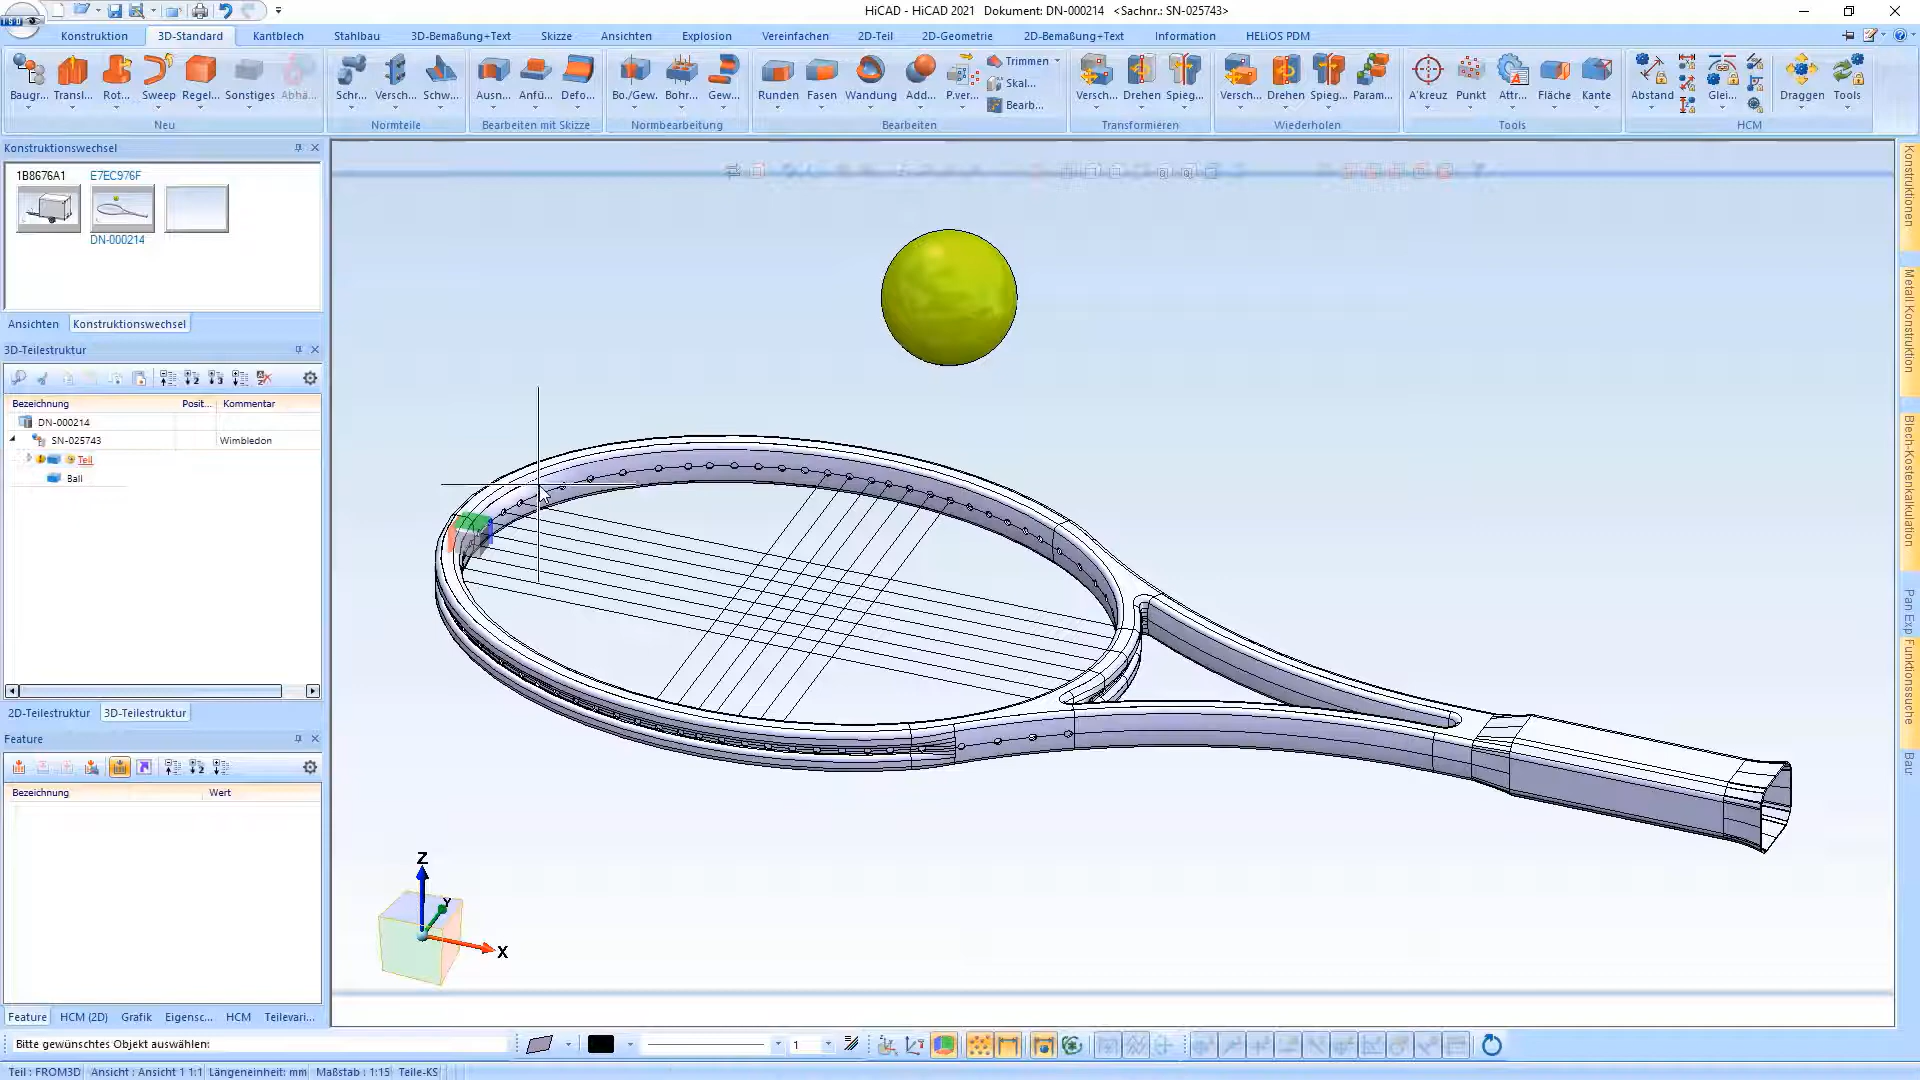 HiCAD - HiCAD 2021 Dokument: DN-000214 <Sachnr.: SN-025743>
ISD
Konstruktion 3D-Standard Kantblech Stahlbau 3D-Bemaßung+Text Skizze Ansichten Explosion Vereinfachen 2D-Teil 2D-Geometrie 2D-Bemaßung+Text Information HELiOS PDM
Baugr... Transl... Rot... Sweep Regel... Sonstiges Abhä...
Schr... Versch... Schw...
Ausn... Anfü... Defo...
Bo./Gew. Bohr... Gew...
Runden Fasen Wandung Add... P.ver...
Trimmen
Skal...
Bearb...
Versch... Drehen Spieg...
Versch... Drehen Spieg... Param...
A'kreuz Punkt Attr... Fläche Kante
Abstand Glei... Draggen Tools
Neu Normteile Bearbeiten mit Skizze Normbearbeitung Bearbeiten Transformieren Wiederholen Tools HCM
Konstruktionswechsel
1B8676A1 E7EC976F
DN-000214
Ansichten Konstruktionswechsel
3D-Teilestruktur
Bezeichnung Posit... Kommentar
DN-000214
SN-025743 Wimbledon
Teil
Ball
2D-Teilestruktur 3D-Teilestruktur
Feature
Bezeichnung Wert
Feature HCM (2D) Grafik Eigensc... HCM Teilevari...
Z
Y
X
Konstruktionen
Metall Konstruktion
Blech-Kostenkalkulation
Pan Exp
Funktionssuche
Baur
Bitte gewünschtes Objekt auswählen:
1
Teil : FROM3D Ansicht : Ansicht 1 1:1 Längeneinheit: mm Maßstab : 1:15 Teile-KS